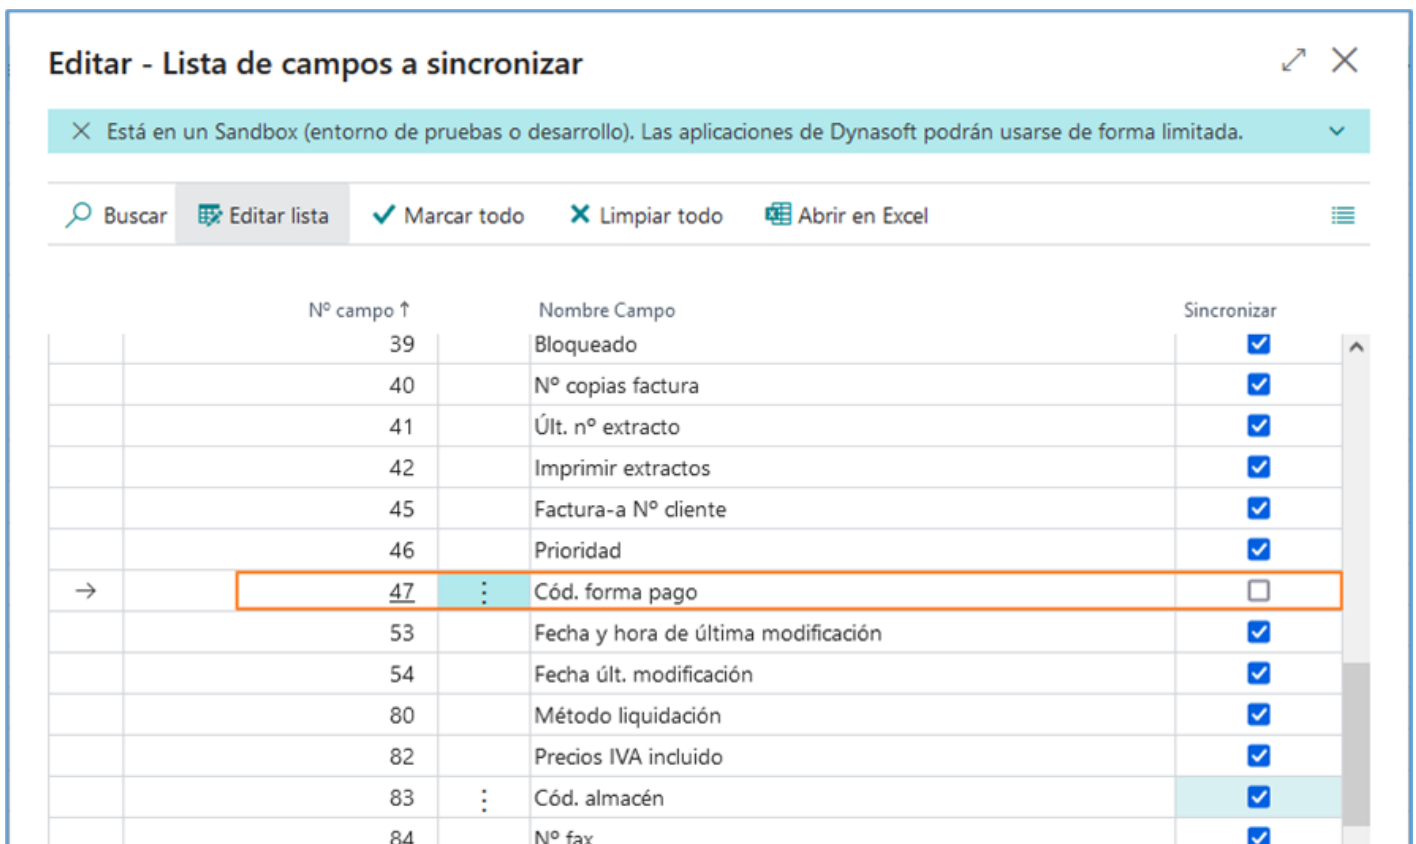 Editar - Lista de campos a sincronizar
Está en un Sandbox (entorno de pruebas o desarrollo). Las aplicaciones de Dynasoft podrán usarse de forma limitada.
Buscar Editar lista Marcar todo Limpiar todo Abrir en Excel
Nº campo ↑ Nombre Campo Sincronizar
39 Bloqueado
40 Nº copias factura
41 Últ. nº extracto
42 Imprimir extractos
45 Factura-a Nº cliente
46 Prioridad
47 Cód. forma pago
53 Fecha y hora de última modificación
54 Fecha últ. modificación
80 Método liquidación
82 Precios IVA incluido
83 Cód. almacén
84 Nº fax